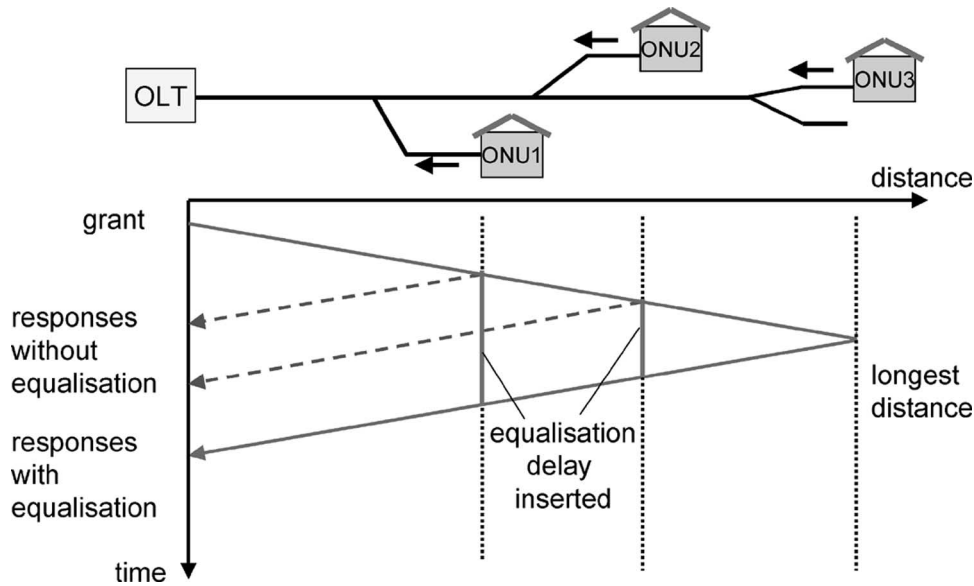 OLT
ONU1
ONU2
ONU3
distance
grant
responses
without
equalisation
responses
with
equalisation
equalisation
delay
inserted
longest
distance
time